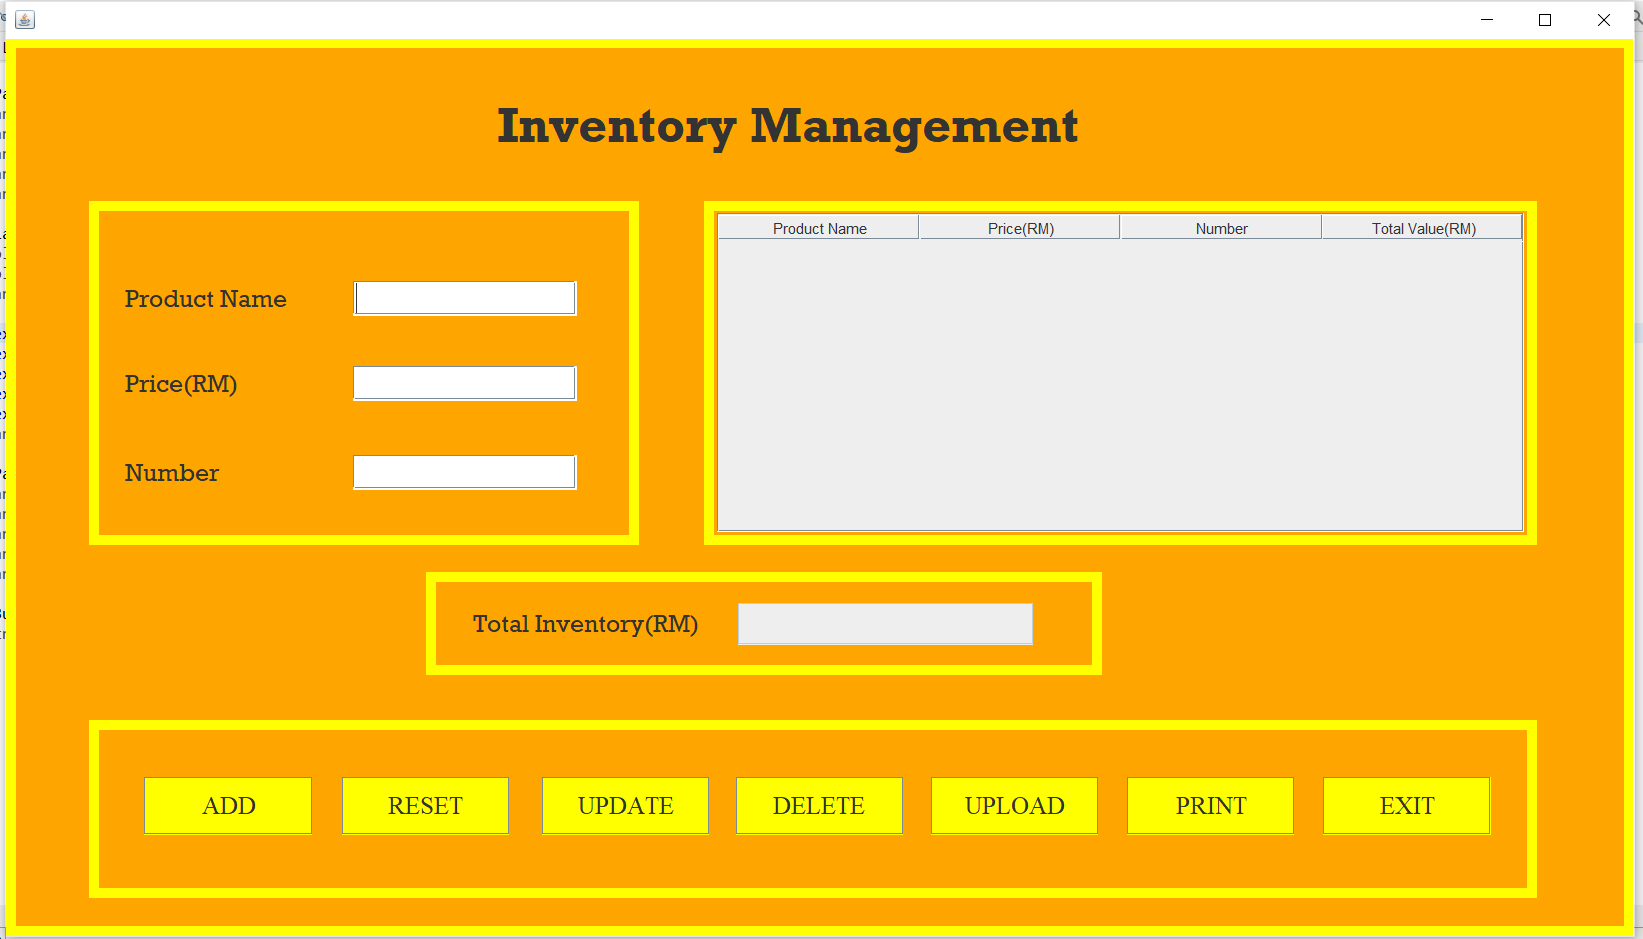 Inventory Management
Product Name
Price(RM)
Number
Product Name Price(RM) Number Total Value(RM)
Total Inventory(RM)
ADD RESET UPDATE DELETE UPLOAD PRINT EXIT